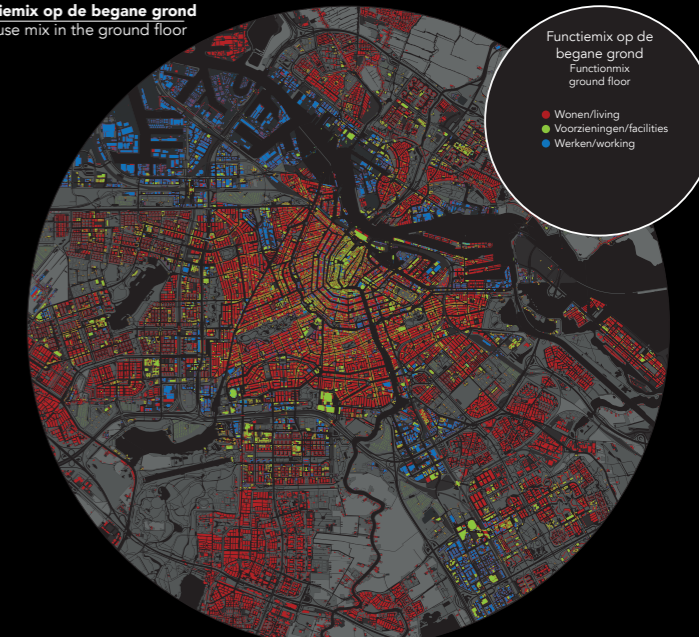 iemix op de begane grond
use mix in the ground floor
Functiemix op de
begane grond
Functionmix
ground floor
Wonen/living
Voorzieningen/facilities
Werken/working